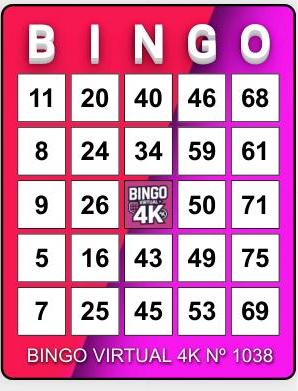 B I N G O
11 20 40 46 68
8 24 34 59 61
9 26 BINGO VIRTUAL 4K 50 71
5 16 43 49 75
7 25 45 53 69
BINGO VIRTUAL 4K Nº 1038